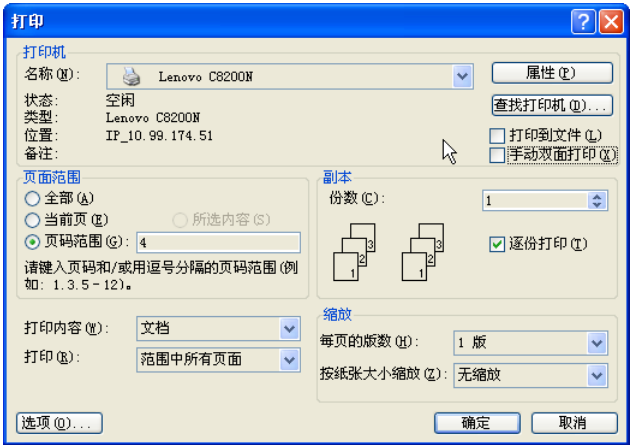 打印
打印机
名称(N): Lenovo C8200N 属性(P)
状态: 空闲 查找打印机(D)...
类型: Lenovo C8200N
位置: IP_10.99.174.51 打印到文件(L)
备注: 手动双面打印(X)
页面范围
全部(A)
当前页(E) 所选内容(S)
页码范围(G): 4
请键入页码和/或用逗号分隔的页码范围(例
如: 1.3.5-12)。
副本
份数(C): 1
1 2 3 1 2 3 逐份打印(T)
打印内容(W): 文档
打印(R): 范围中所有页面
缩放
每页的版数(H): 1 版
按纸张大小缩放(Z): 无缩放
选项(O)... 确定 取消